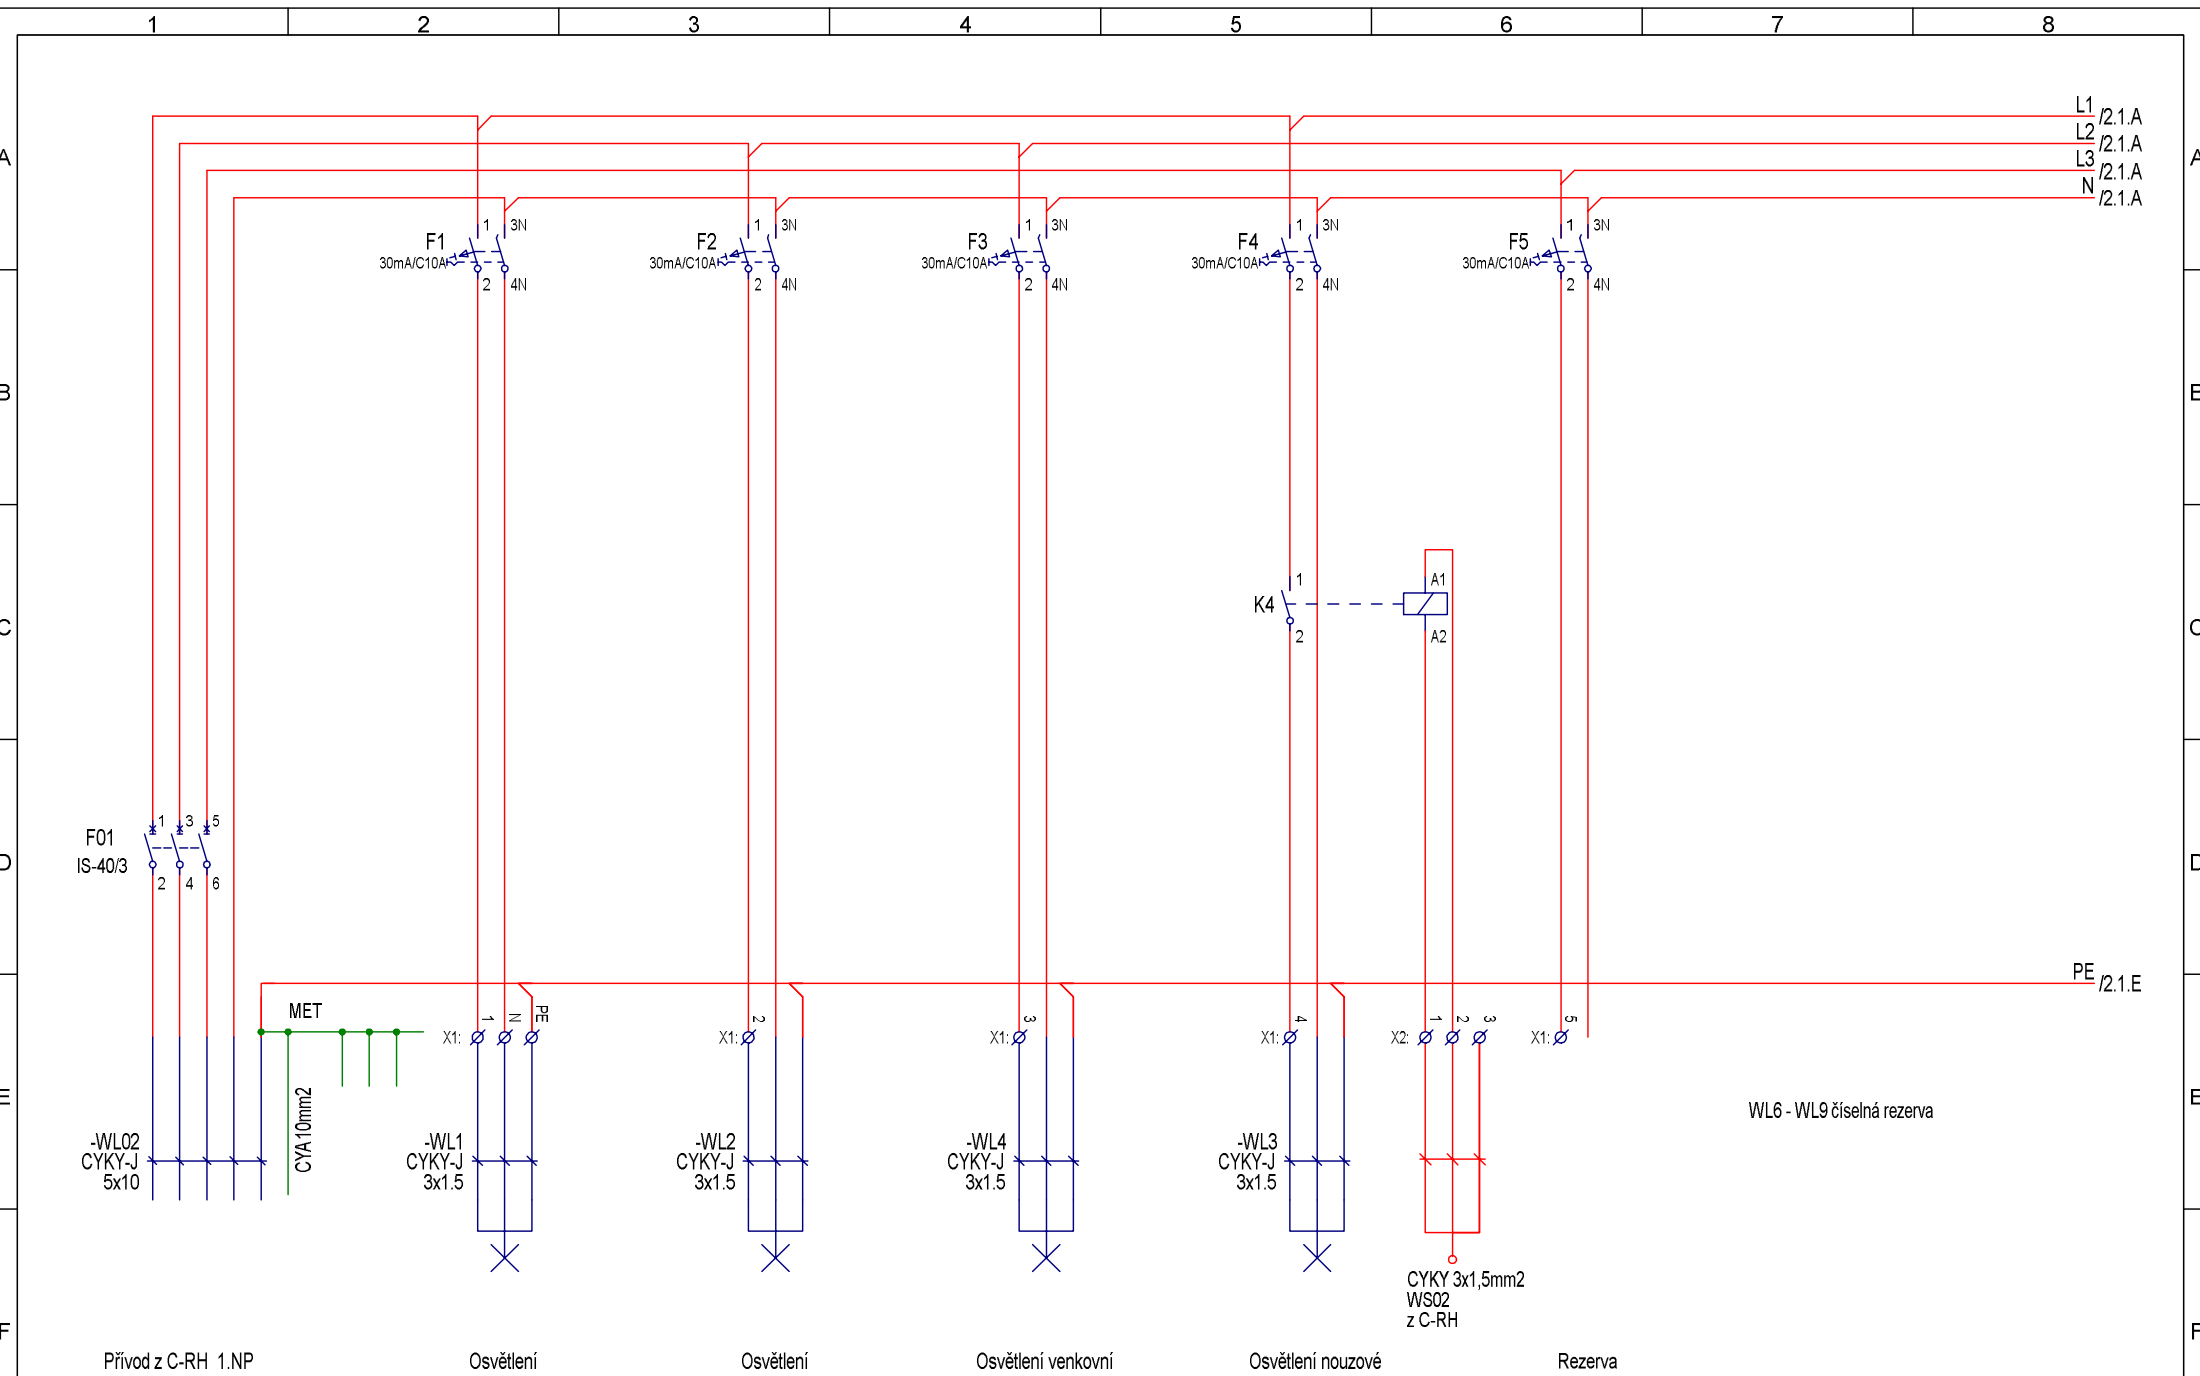 1 2 3 4 5 6 7 8
L1 /2.1.A
L2 /2.1.A
L3 /2.1.A
N /2.1.A
A A
F1 30mA/C10A 1 3N 2 4N
F2 30mA/C10A 1 3N 2 4N
F3 30mA/C10A 1 3N 2 4N
F4 30mA/C10A 1 3N 2 4N
F5 30mA/C10A 1 3N 2 4N
B
K4 1 2 A1 A2
C
F01 1 3 5
IS-40/3 2 4 6
D D
PE /2.1.E
MET
X1: 1 N PE
X1: 2
X1: 3
X1: 4
X2: 1 2 3
X1: 5
E E
WL6 - WL9 číselná rezerva
-WL02
CYKY-J
5x10
CYA10mm2
-WL1
CYKY-J
3x1.5
-WL2
CYKY-J
3x1.5
-WL4
CYKY-J
3x1.5
-WL3
CYKY-J
3x1.5
CYKY 3x1,5mm2
WS02
z C-RH
F F
Přívod z C-RH 1.NP
Osvětlení
Osvětlení
Osvětlení venkovní
Osvětlení nouzové
Rezerva